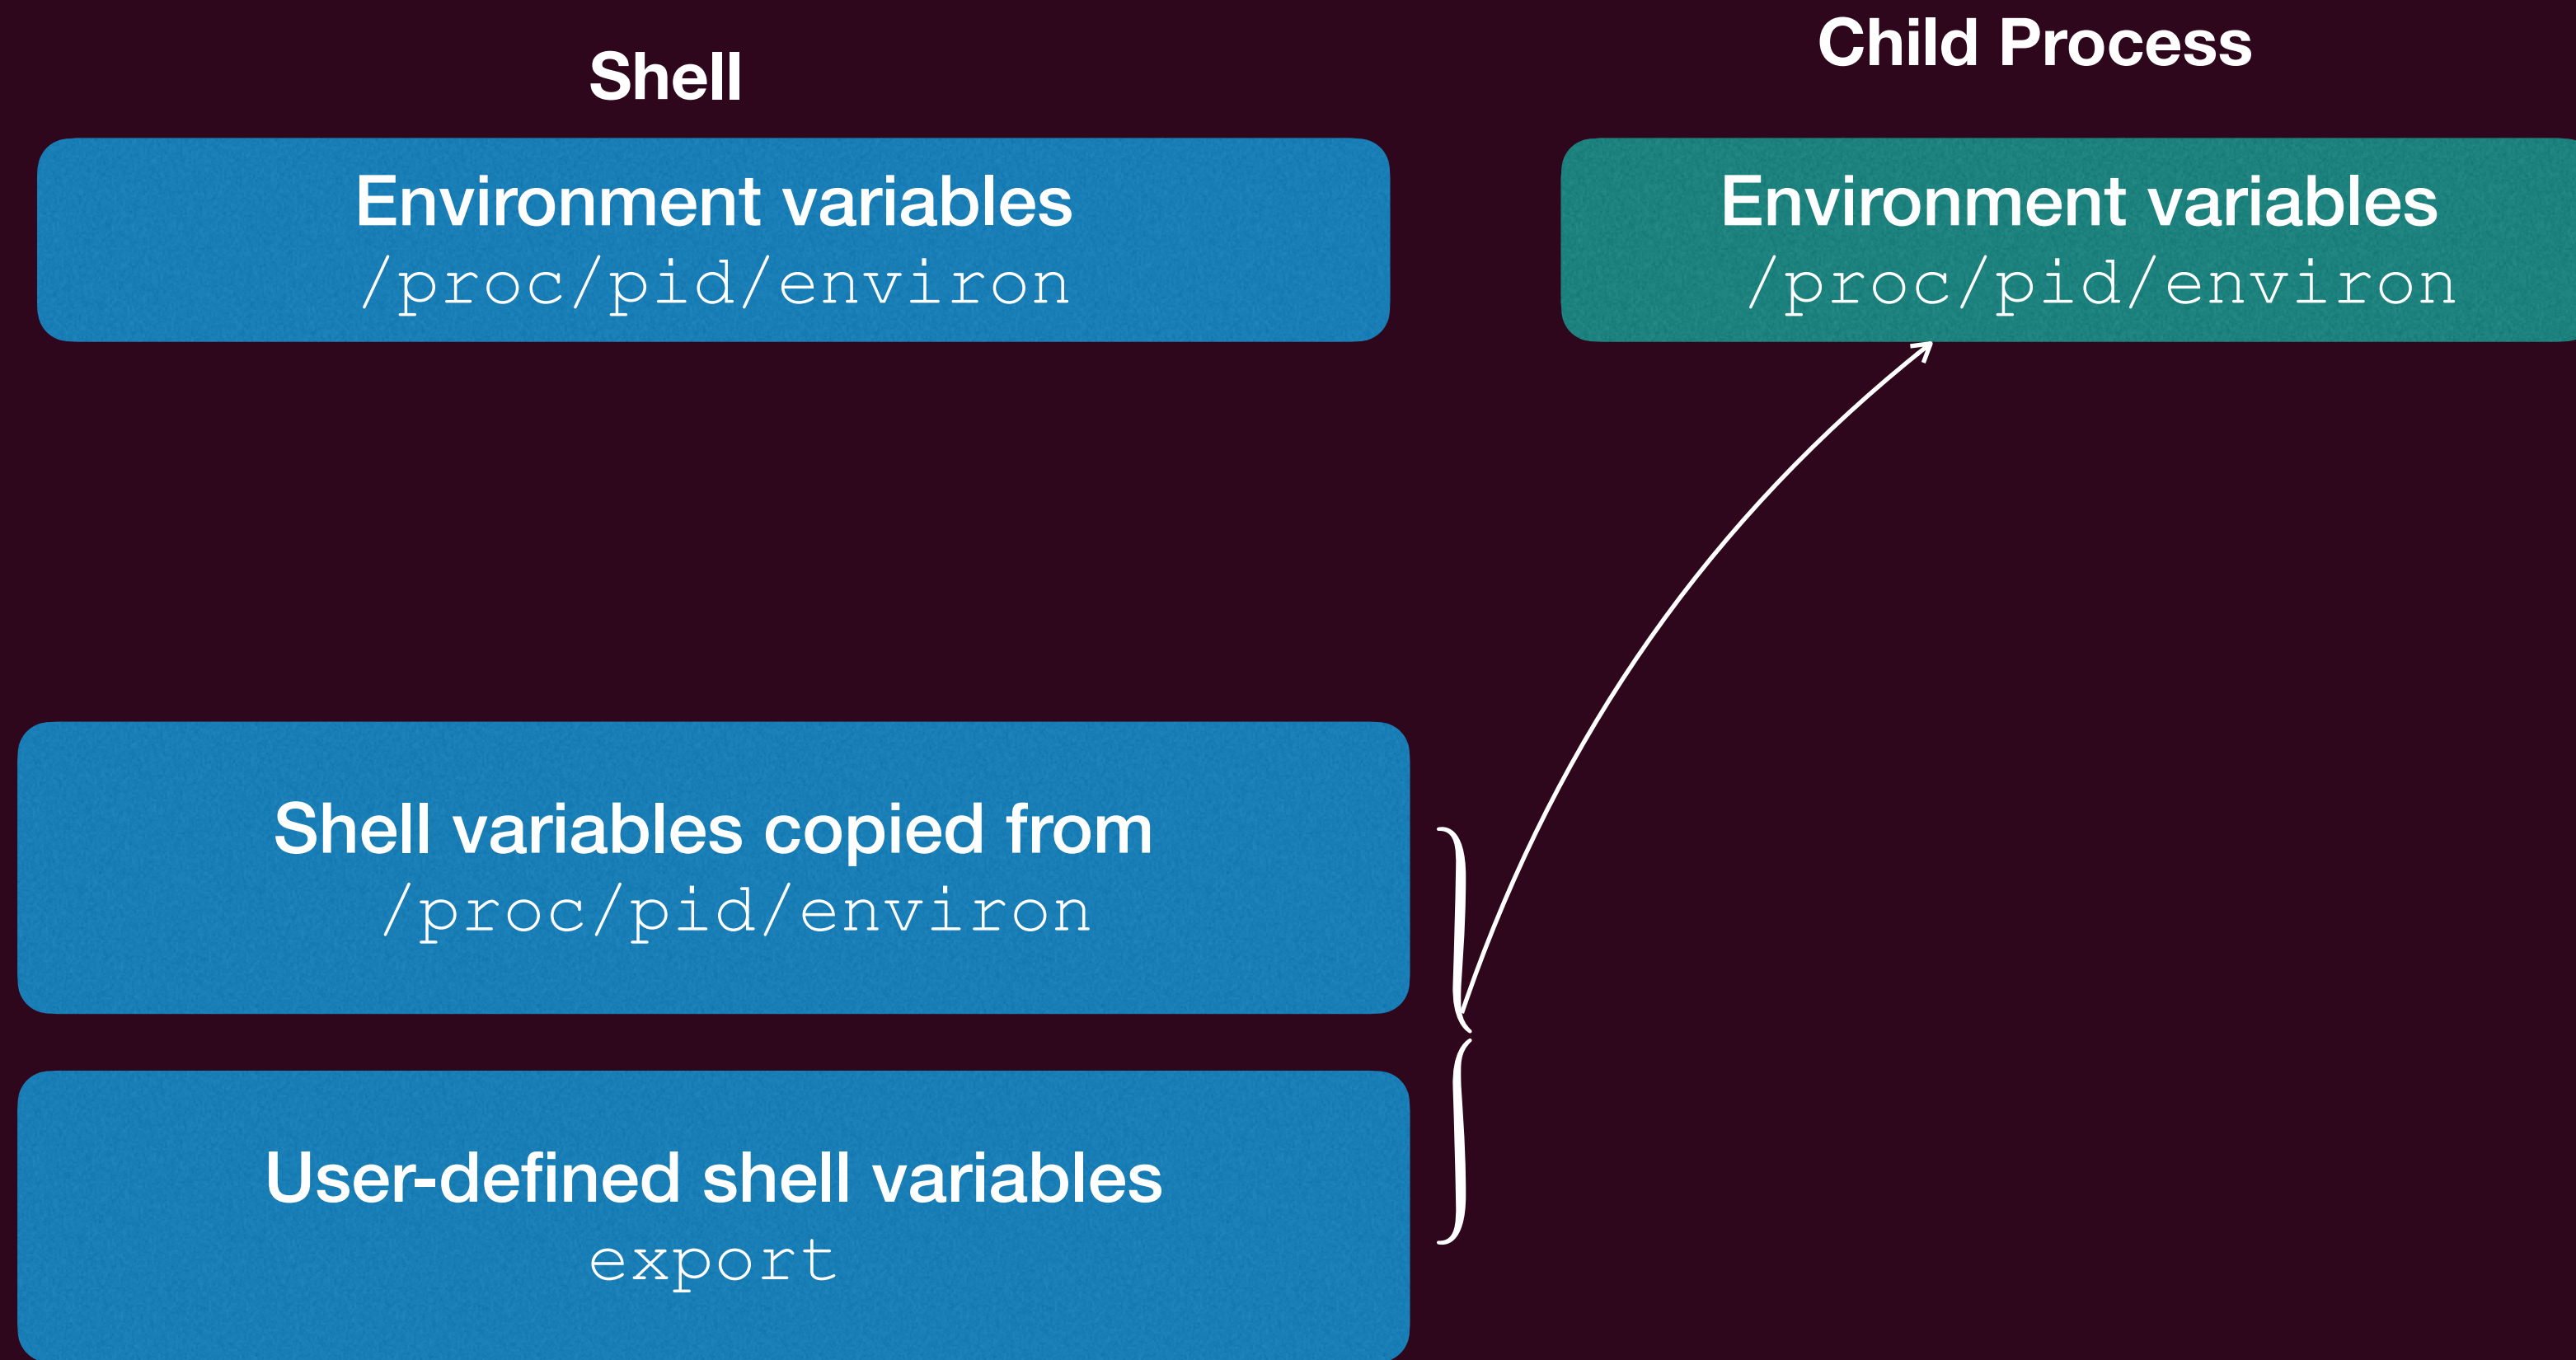 Shell
Child Process
Environment variables
/proc/pid/environ
Environment variables
/proc/pid/environ
Shell variables copied from
/proc/pid/environ
User-defined shell variables
export